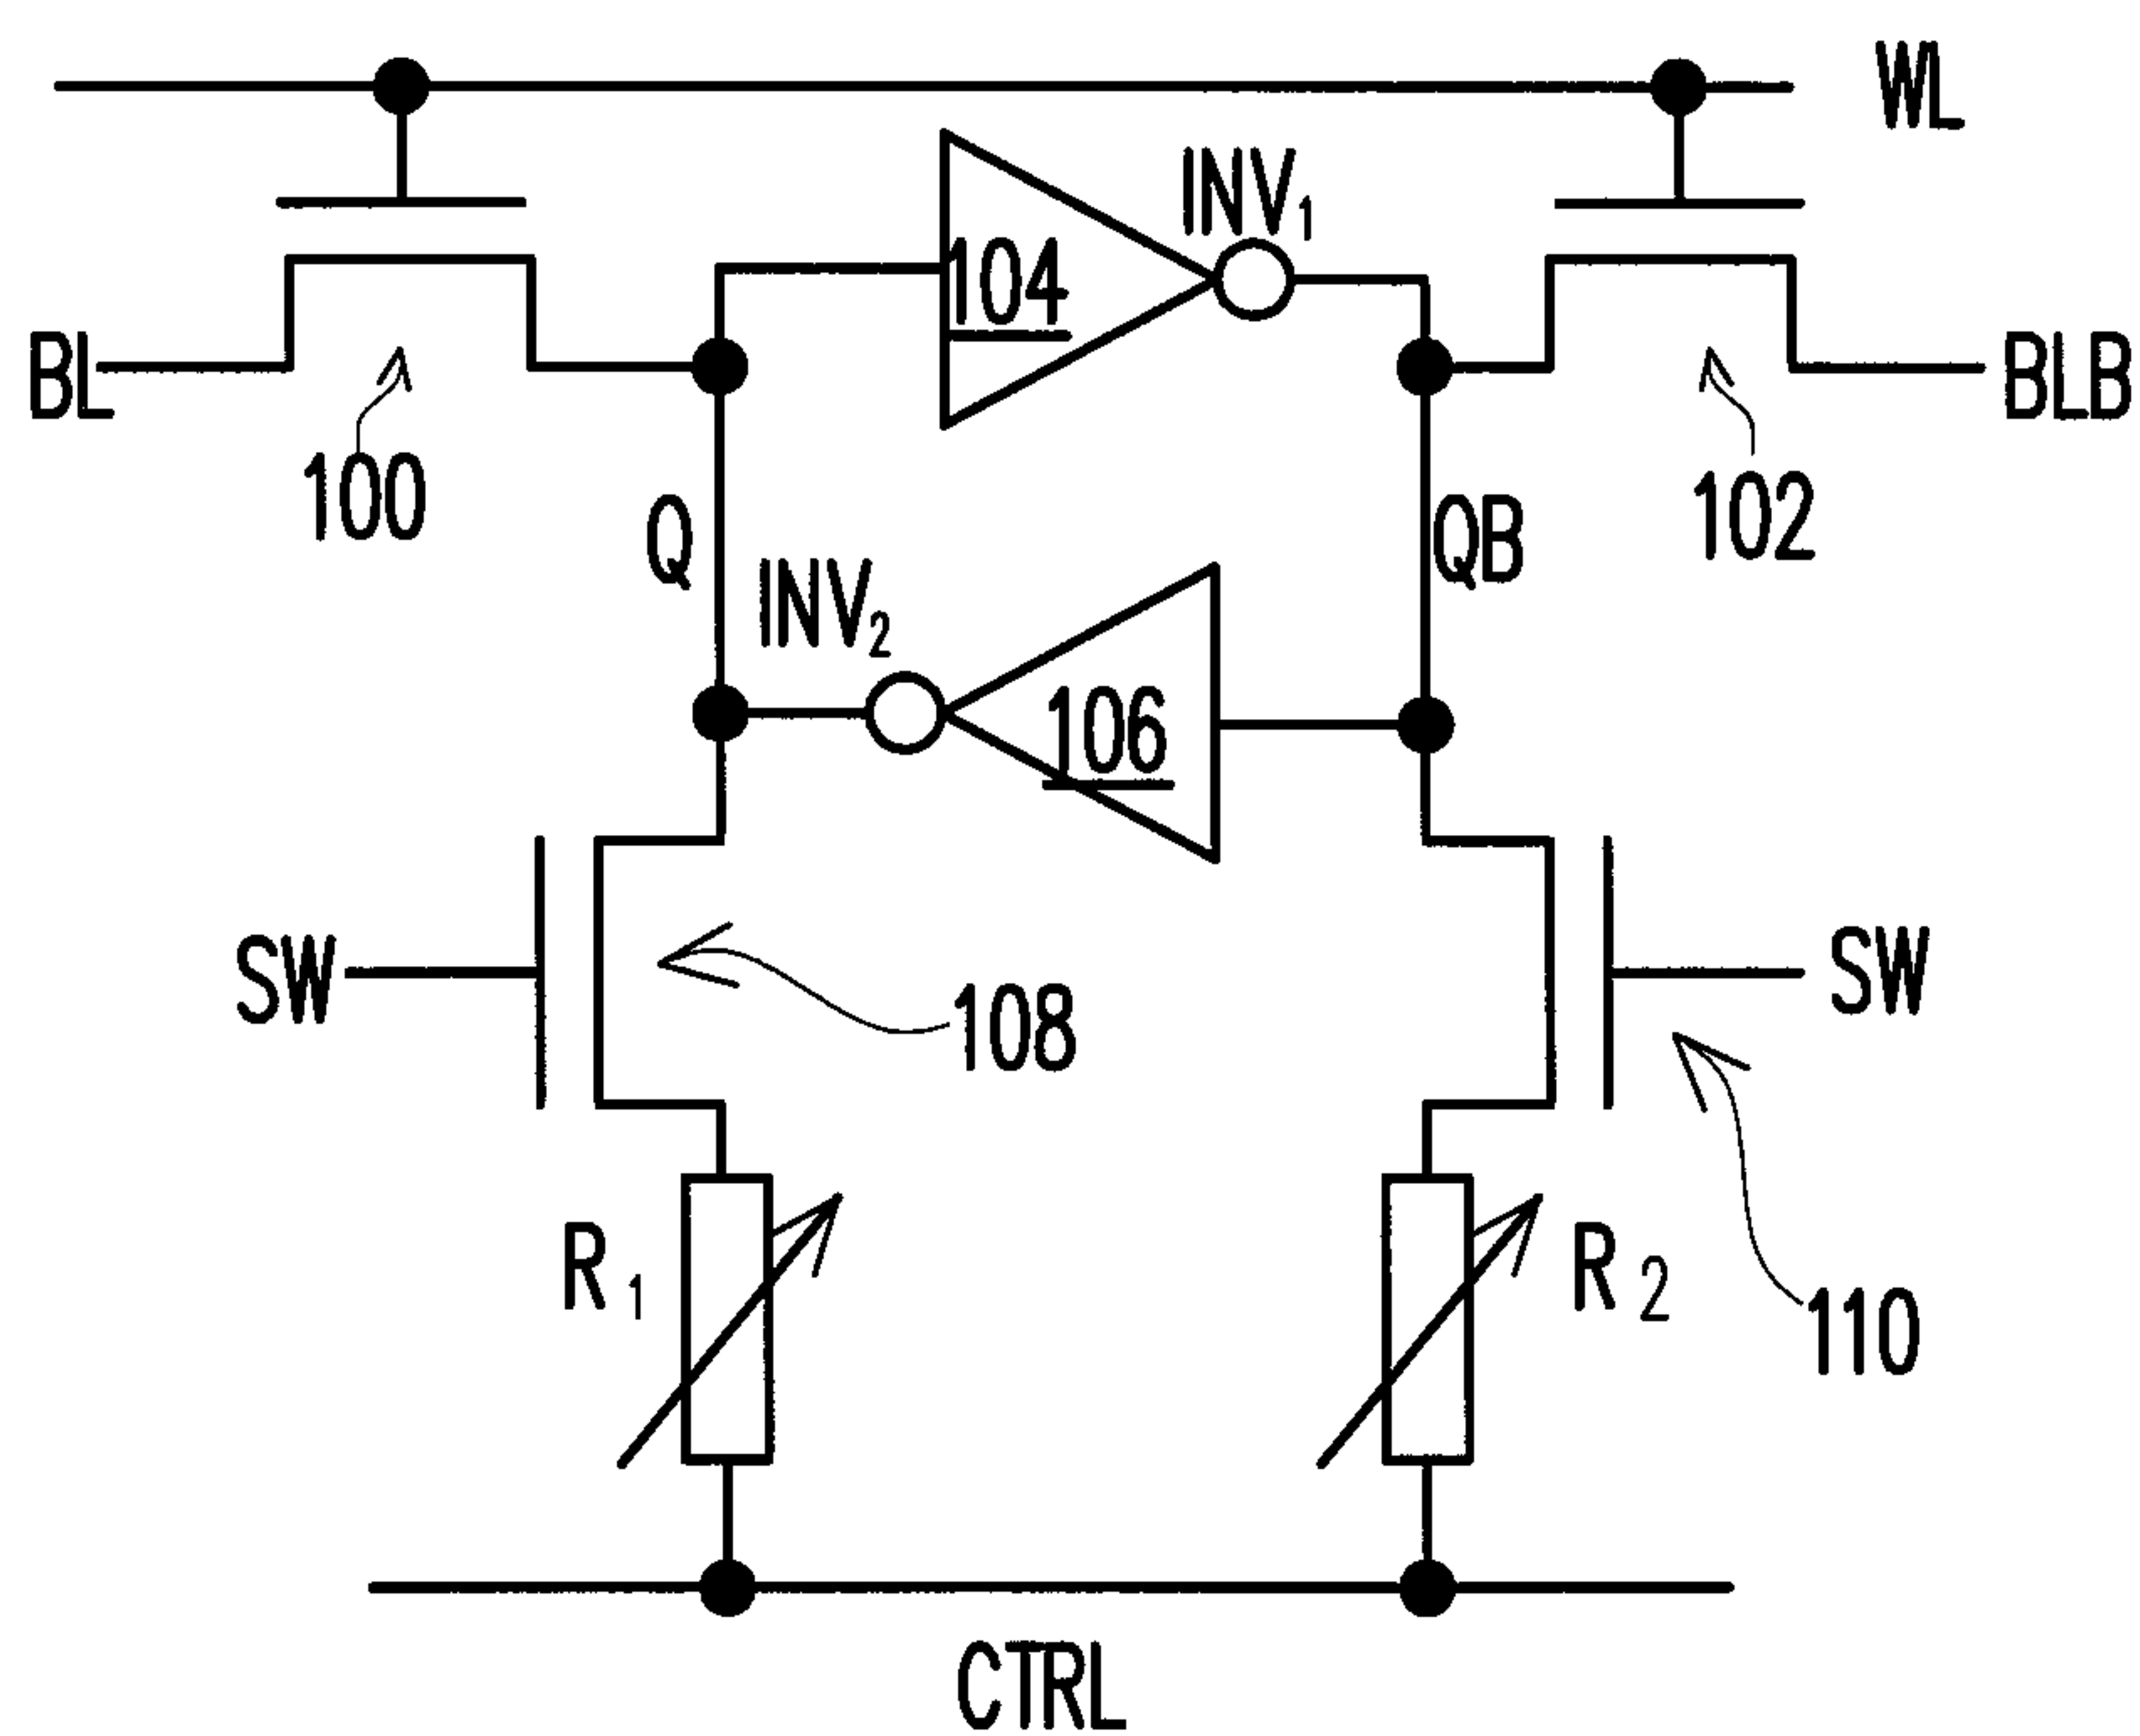 WL
INV1
104
BL
BLB
100
102
Q
QB
INV2
106
SW
SW
108
R1
R2
110
CTRL